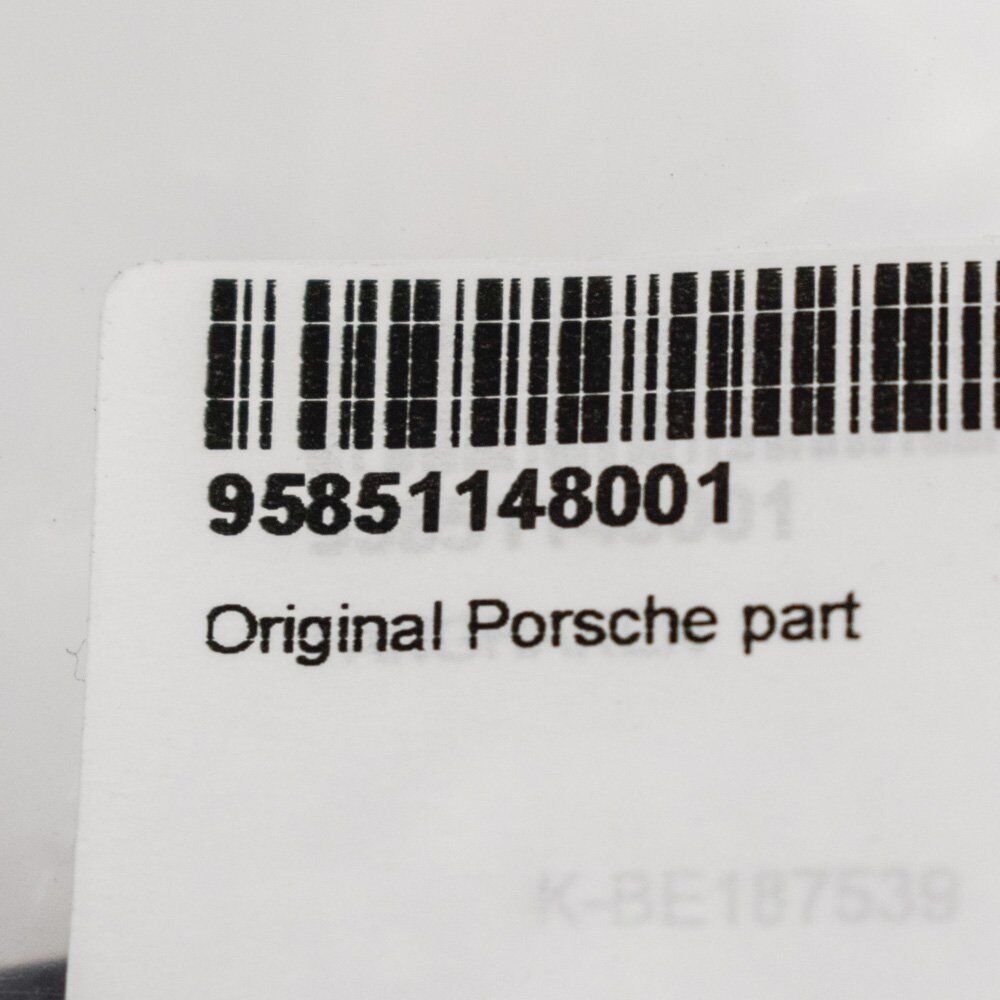 95851148001
Original Porsche part
K-BE187539